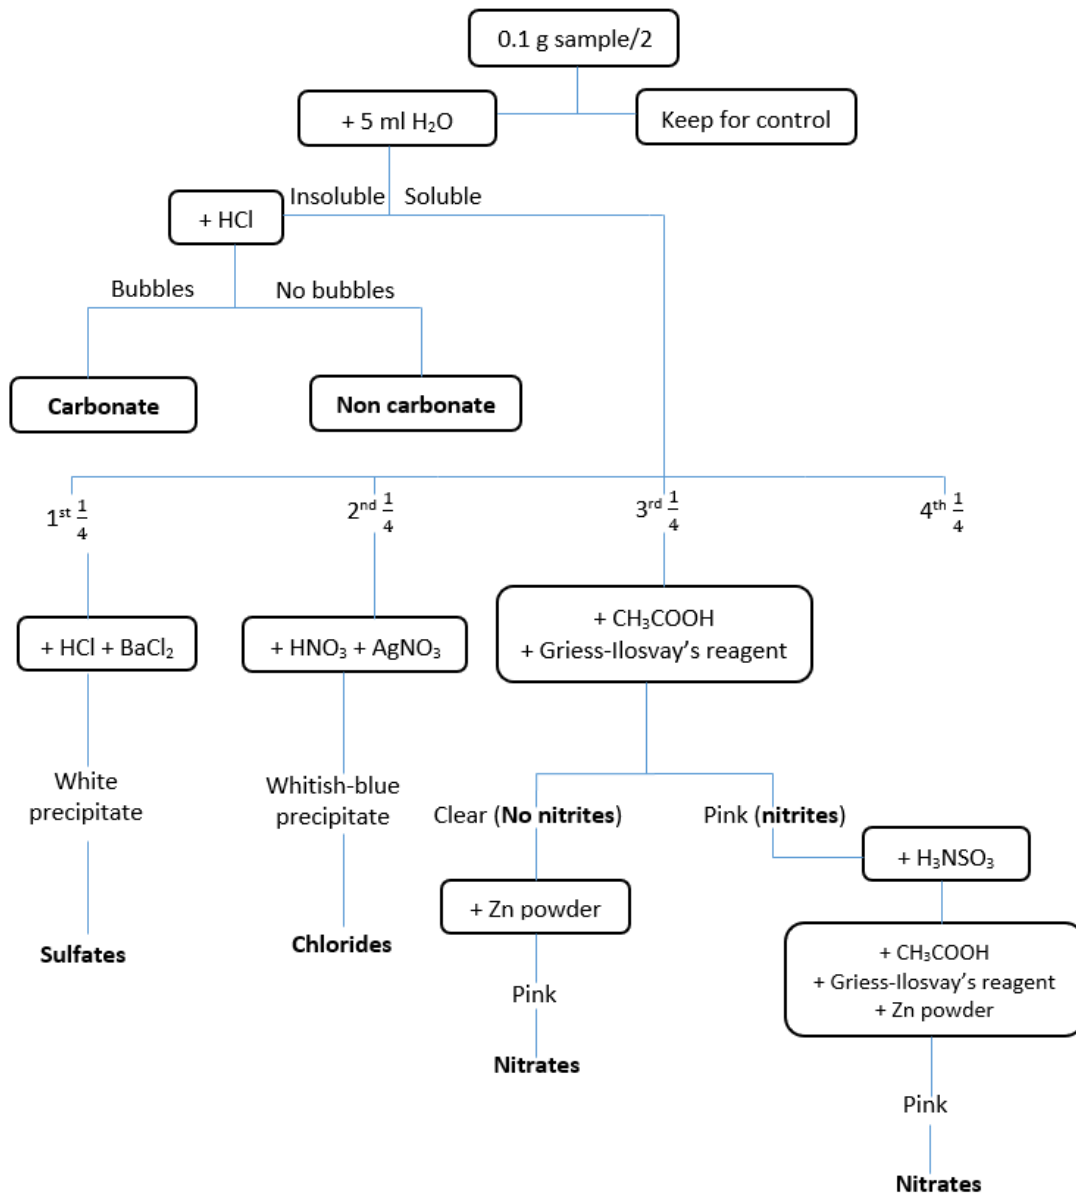 0.1 g sample/2
+ 5 ml H₂O
Keep for control
Insoluble
Soluble
+ HCl
Bubbles
No bubbles
Carbonate
Non carbonate
1ˢᵗ 1/4
2ⁿᵈ 1/4
3ʳᵈ 1/4
4ᵗʰ 1/4
+ HCl + BaCl₂
+ HNO₃ + AgNO₃
+ CH₃COOH
+ Griess-Ilosvay’s reagent
White
precipitate
Whitish-blue
precipitate
Clear (No nitrites)
Pink (nitrites)
+ H₃NSO₃
+ Zn powder
Sulfates
Chlorides
+ CH₃COOH
+ Griess-Ilosvay’s reagent
+ Zn powder
Pink
Nitrates
Pink
Nitrates